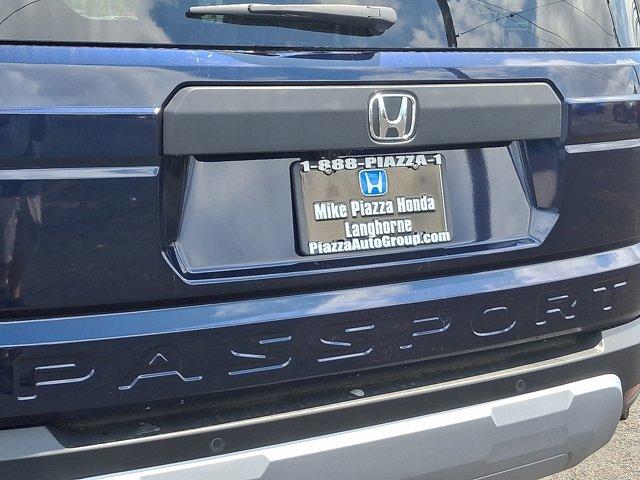 1-888-PIAZZA-1
Mike Piazza Honda
Langhorne
PiazzaAutoGroup.com
PASSPORT